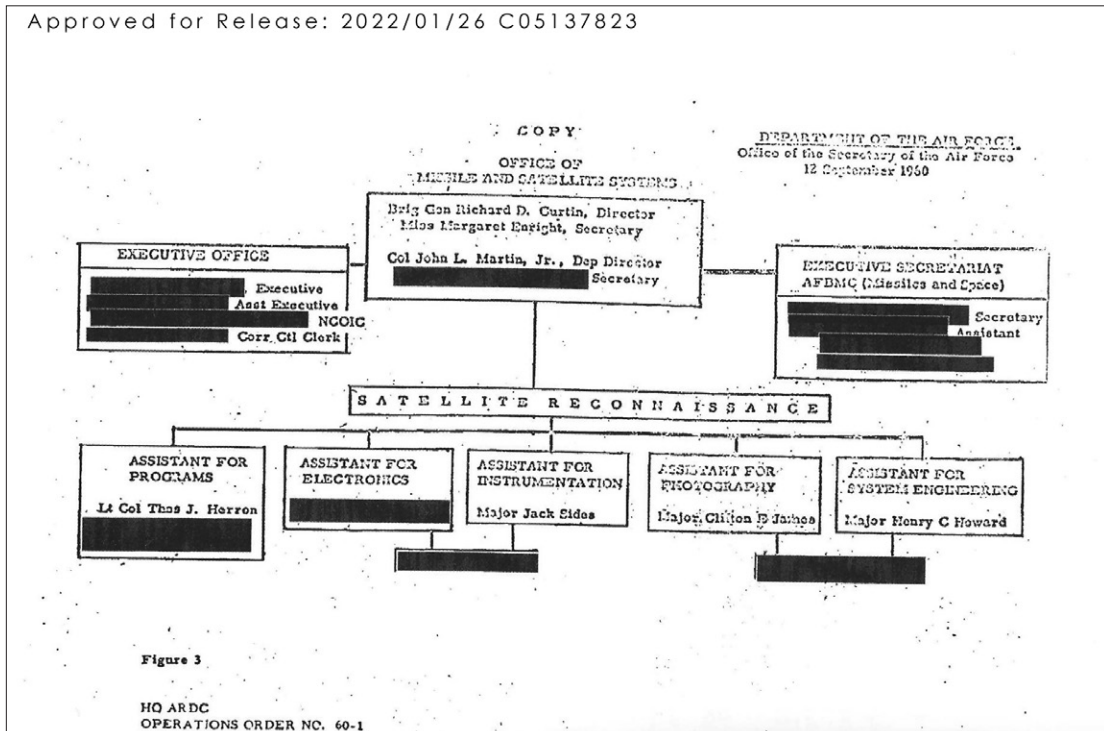 Approved for Release: 2022/01/26 C05137823
COPY
DEPARTMENT OF THE AIR FORCE
Office of the Secretary of the Air Force
12 September 1960
OFFICE OF
MISSILE AND SATELLITE SYSTEMS
Brig Gen Richard D. Curtin, Director
Miss Margaret Enright, Secretary
Col John L. Martin, Jr., Dep Director
Secretary
EXECUTIVE OFFICE
, Executive
Asst Executive
NCOIC
Corr Ctl Clerk
EXECUTIVE SECRETARIAT
AFBMC (Missiles and Space)
Secretary
Assistant
SATELLITE RECONNAISSANCE
ASSISTANT FOR
PROGRAMS
Lt Col Thos J. Herron
ASSISTANT FOR
ELECTRONICS
ASSISTANT FOR
INSTRUMENTATION
Major Jack Sides
ASSISTANT FOR
PHOTOGRAPHY
Major Clifton E James
ASSISTANT FOR
SYSTEM ENGINEERING
Major Henry C Howard
Figure 3
HQ ARDC
OPERATIONS ORDER NO. 60-1